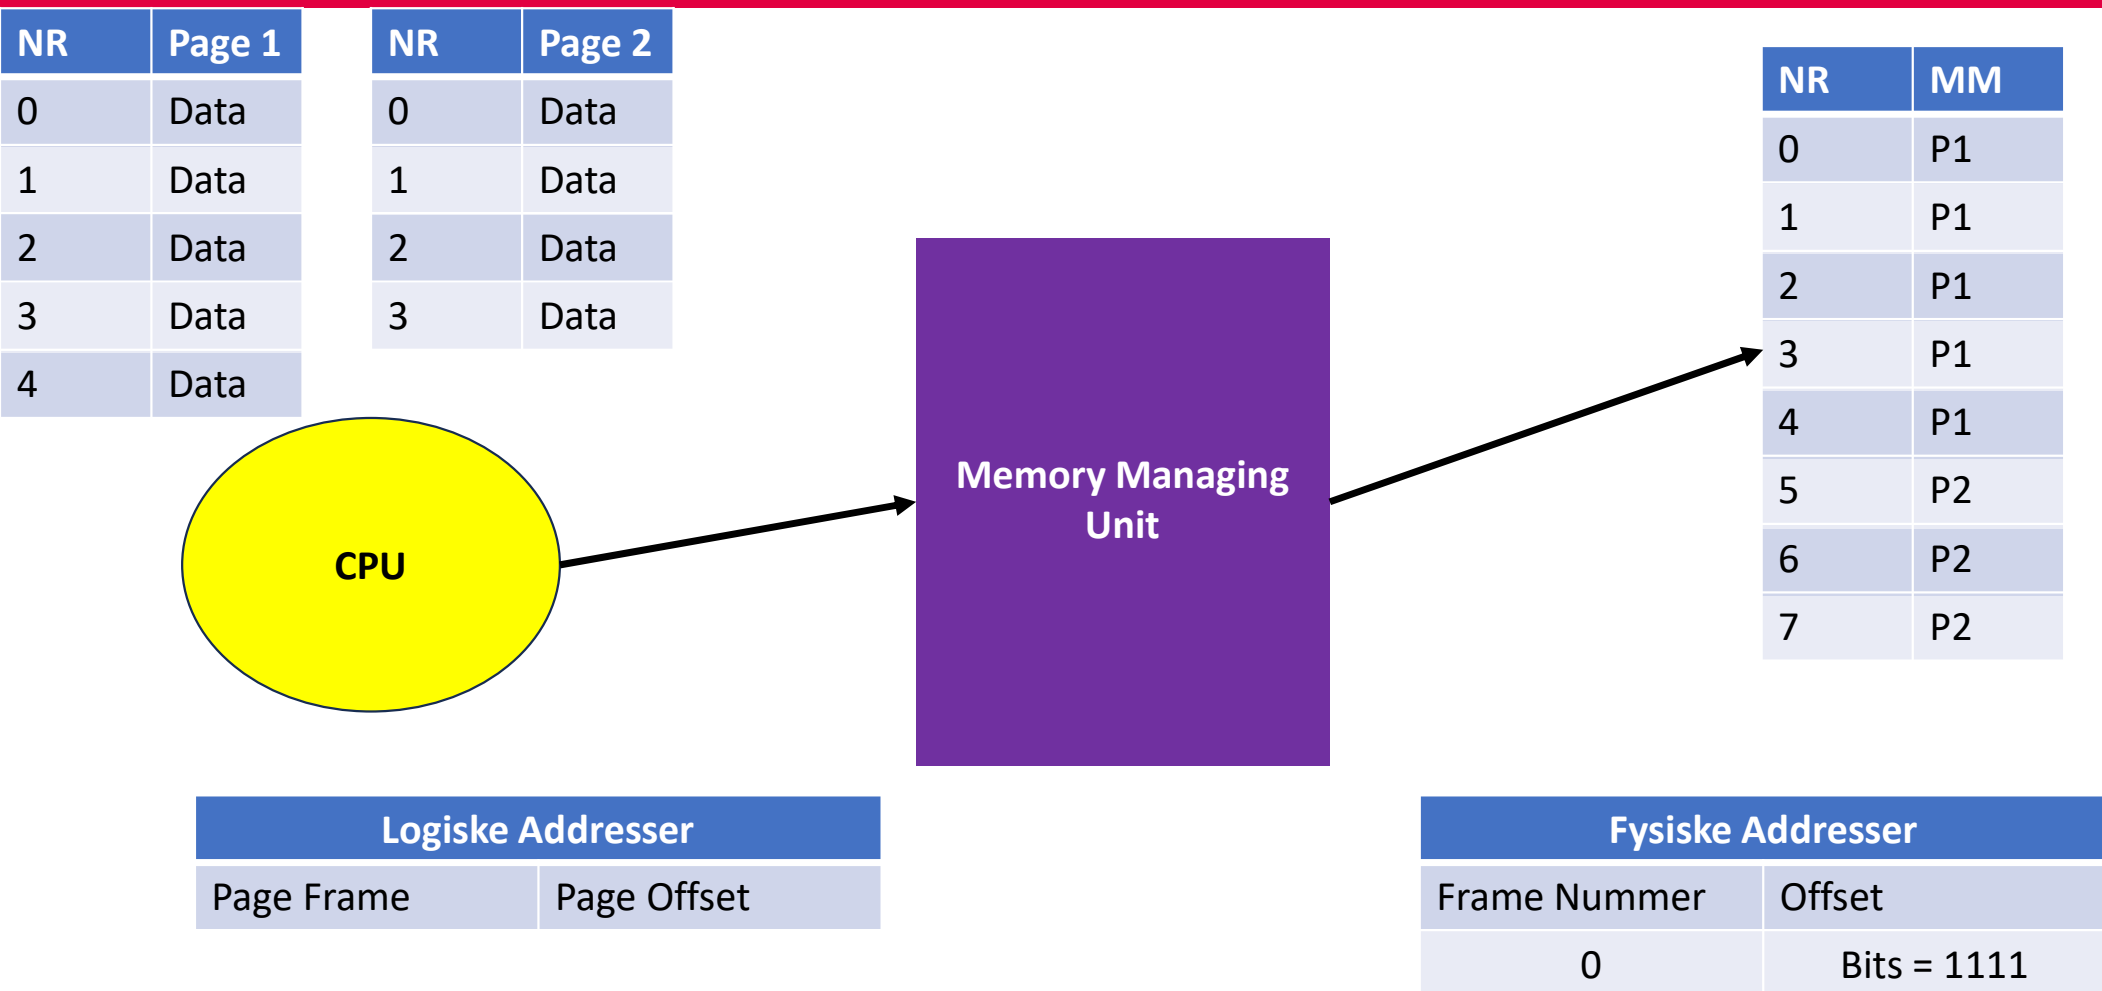 NR Page 1
0 Data
1 Data
2 Data
3 Data
4 Data
NR Page 2
0 Data
1 Data
2 Data
3 Data
CPU
Memory Managing
Unit
NR MM
0 P1
1 P1
2 P1
3 P1
4 P1
5 P2
6 P2
7 P2
Logiske Addresser
Page Frame Page Offset
Fysiske Addresser
Frame Nummer Offset
0 Bits = 1111